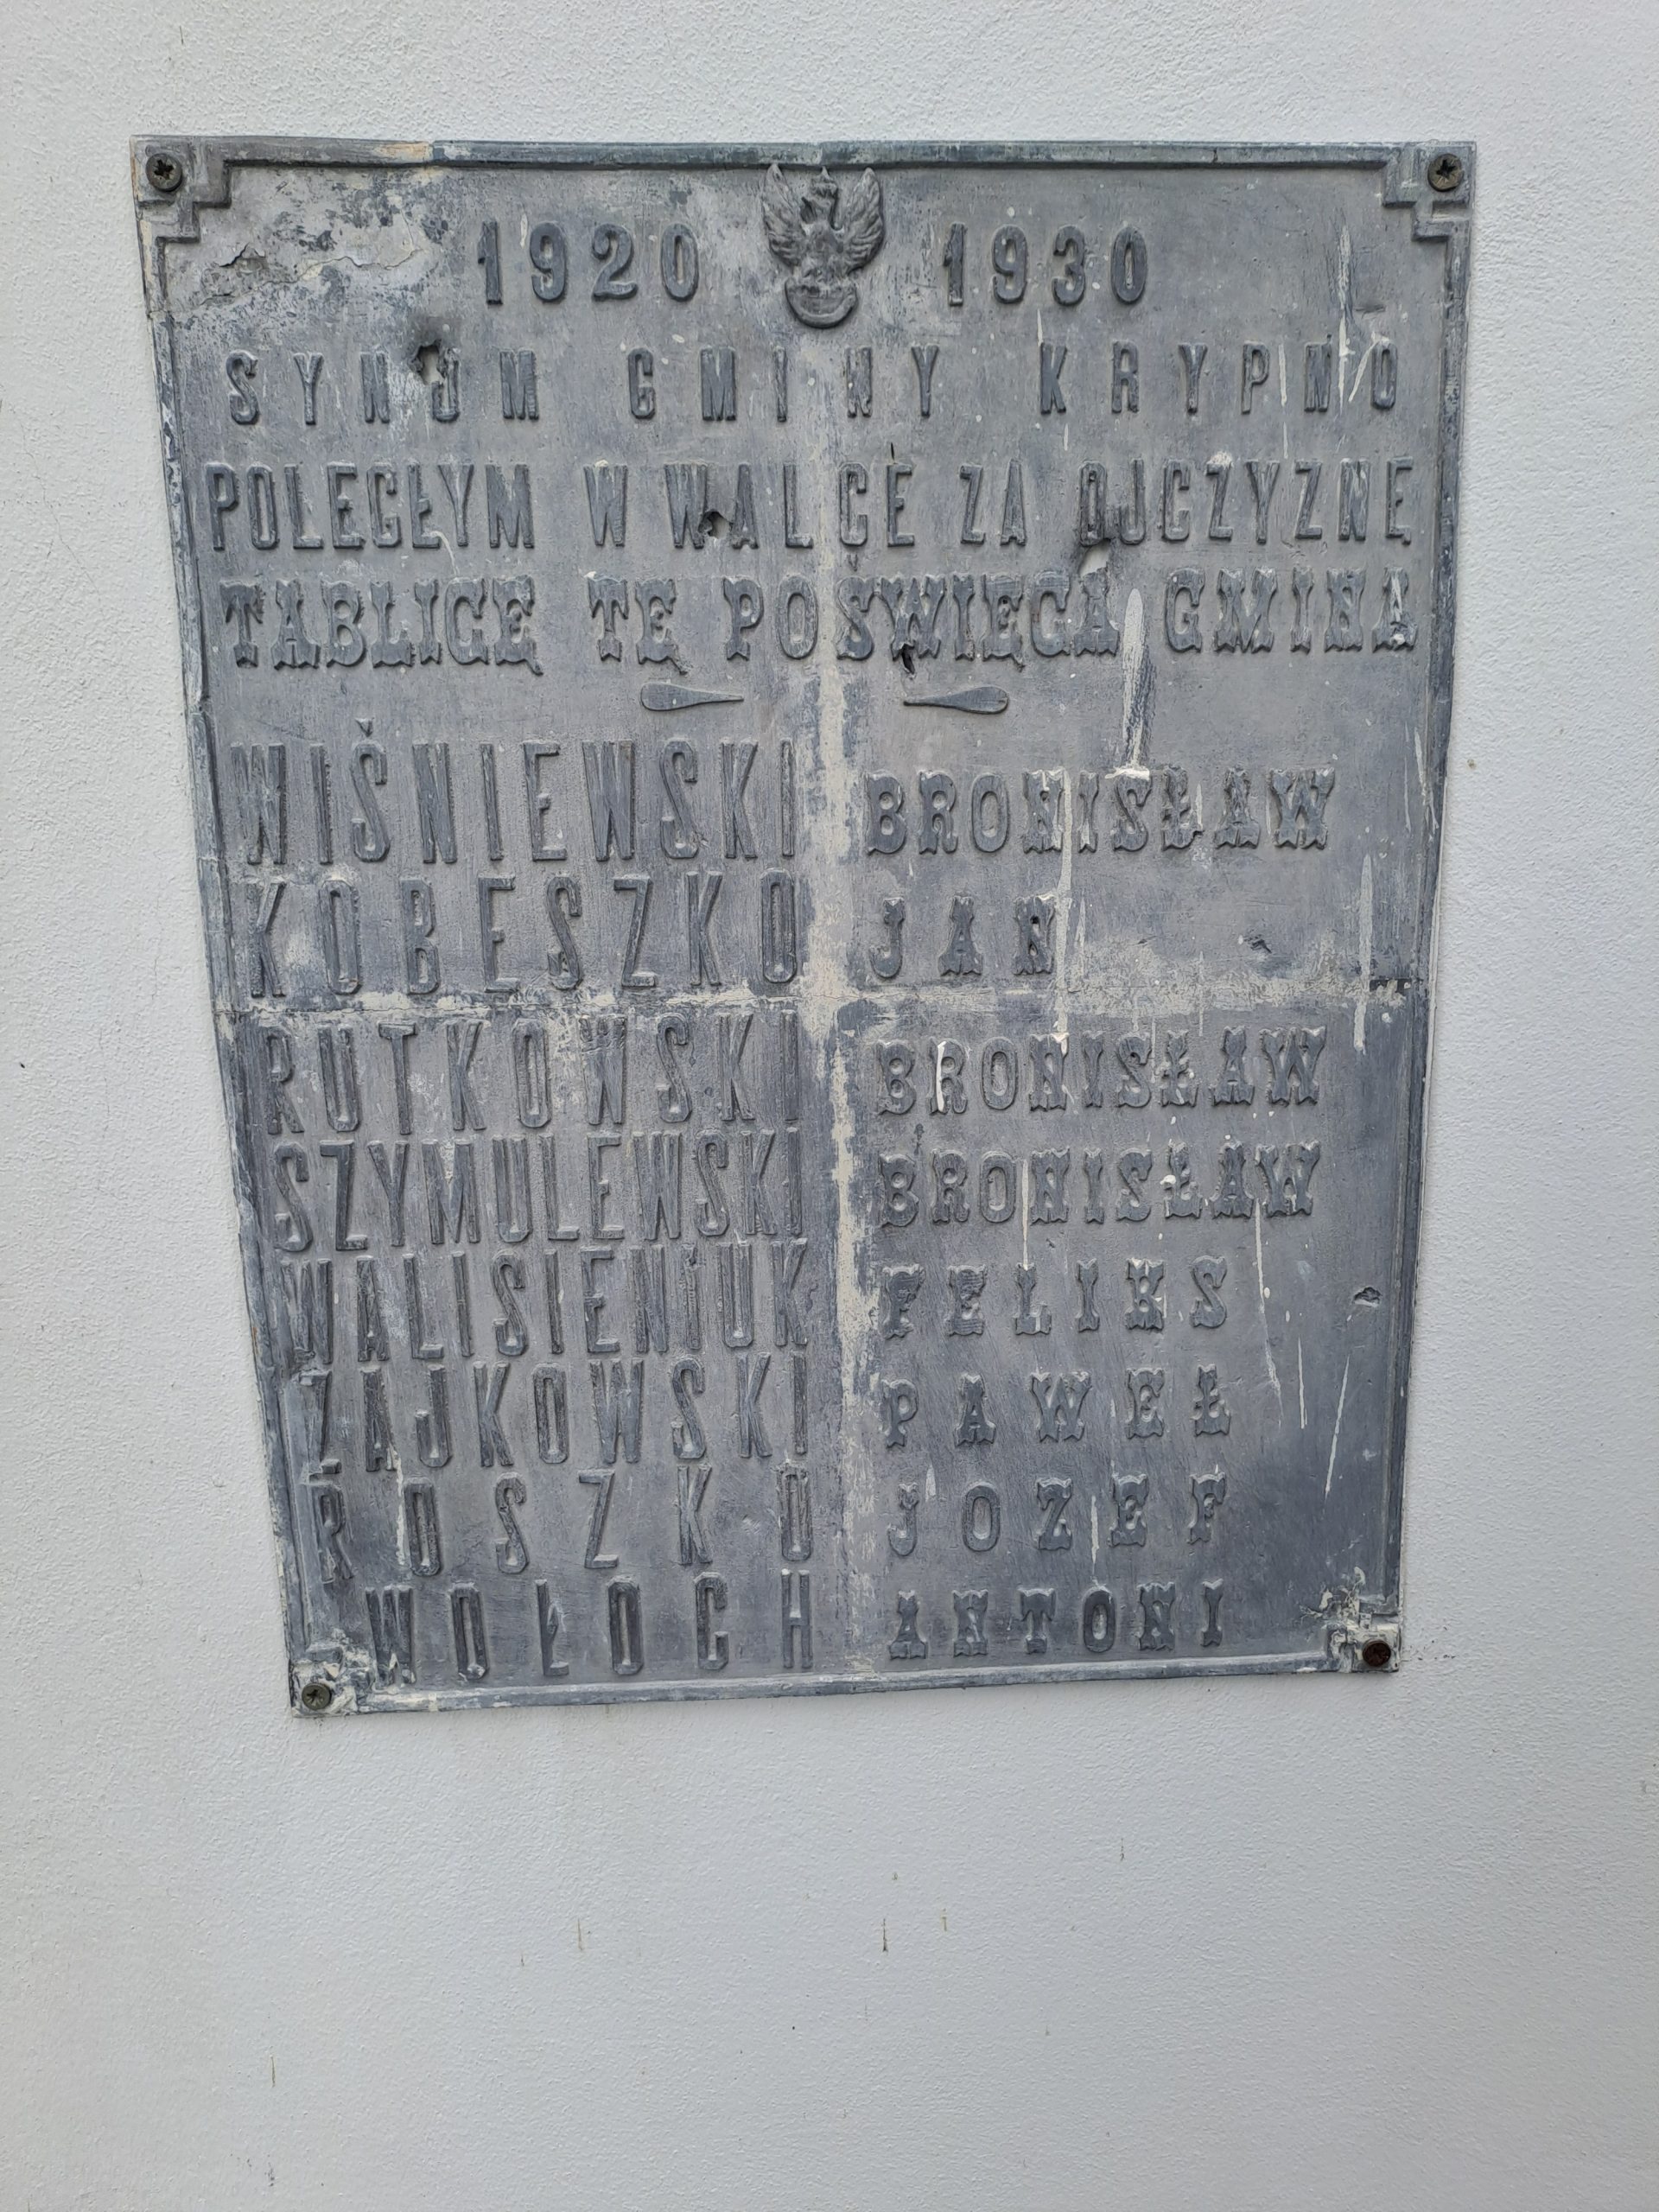 1920 1930
SYNOM GMINY KRYPNO
POLEGŁYM W WALCE ZA OJCZYZNĘ
TABLICĘ TĘ POŚWIĘCA GMINA
WIŚNIEWSKI BRONISŁAW
KOBESZKO JAN
RUTKOWSKI BRONISŁAW
SZYMULEWSKI BRONISŁAW
WALISIENIUK FELIKS
ZAJKOWSKI PAWEŁ
ROSZKO JOZEF
WOŁOCH ANTONI